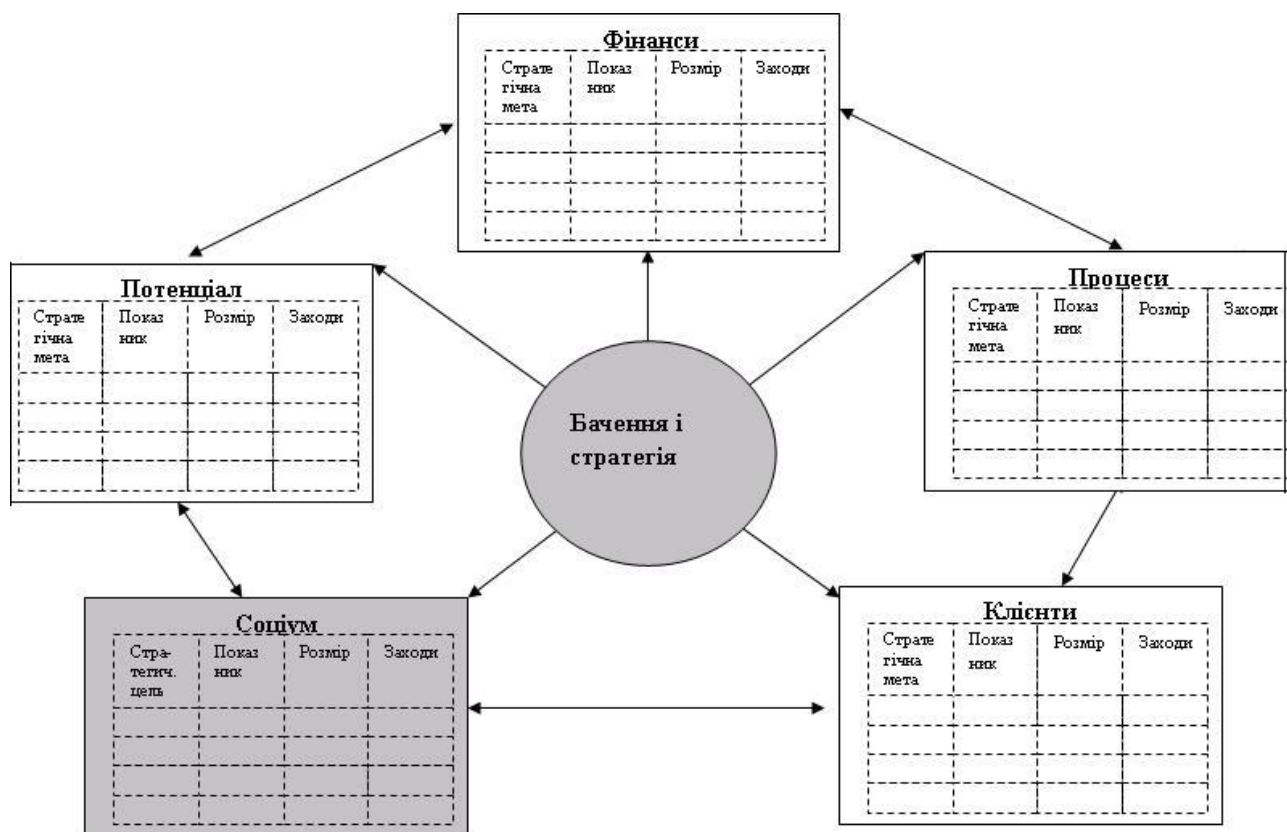 Фінанси
Страте Показ Розмір Заходи
гічна ник
мета
Потенціал
Страте Показ Розмір Заходи
гічна ник
мета
Процеси
Страте Показ Розмір Заходи
гічна ник
мета
Бачення і
стратегія
Соціум
Стра- Показ Розмір Заходи
тегич. ник
цель
Клієнти
Страте Показ Розмір Заходи
гічна ник
мета